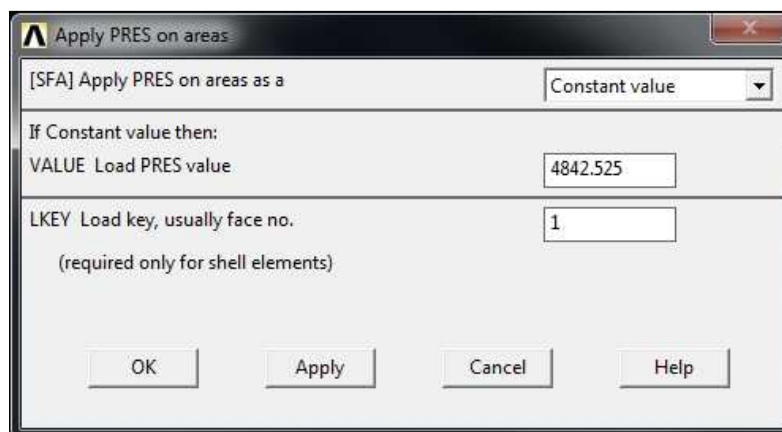 Apply PRES on areas
[SFA] Apply PRES on areas as a Constant value
If Constant value then:
VALUE Load PRES value 4842.525
LKEY Load key, usually face no. 1
(required only for shell elements)
OK Apply Cancel Help